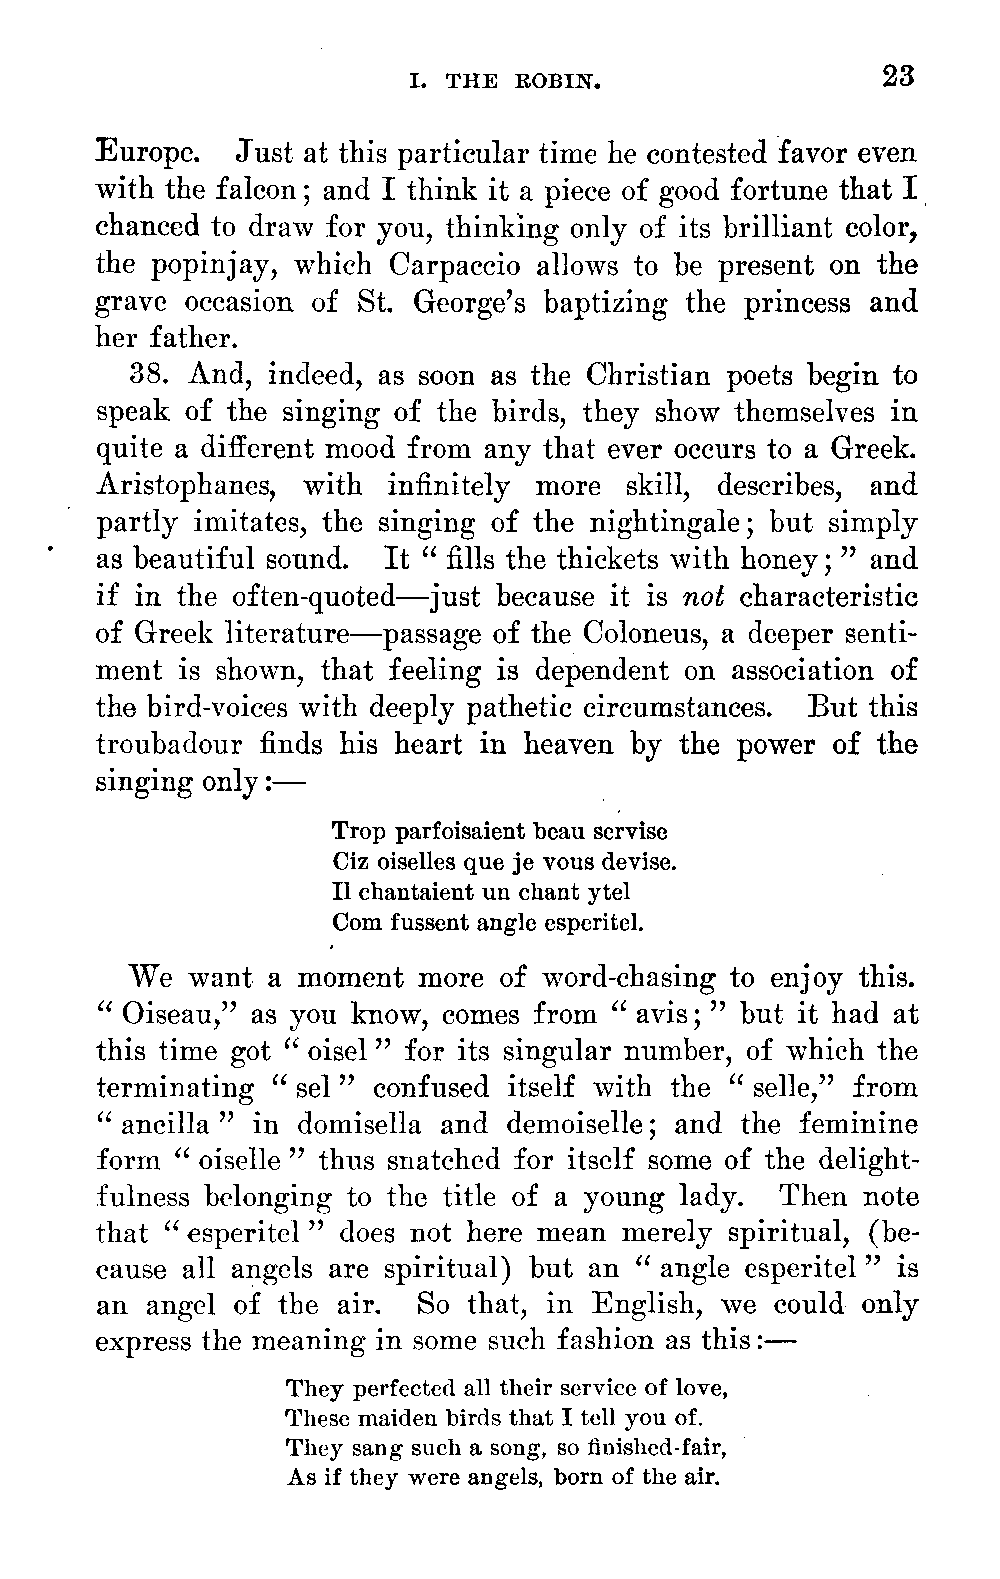 I. THE ROBIN. 23
Europe. Just at this particular time he contested favor even
with the falcon; and I think it a piece of good fortune that I
chanced to draw for you, thinking only of its brilliant color,
the popinjay, which Carpaccio allows to be present on the
grave occasion of St. George's baptizing the princess and
her father.
38. And, indeed, as soon as the Christian poets begin to
speak of the singing of the birds, they show themselves in
quite a different mood from any that ever occurs to a Greek.
Aristophanes, with infinitely more skill, describes, and
partly imitates, the singing of the nightingale; but simply
as beautiful sound. It “ fills the thickets with honey; ” and
if in the often-quoted—just because it is not characteristic
of Greek literature—passage of the Coloneus, a deeper senti-
ment is shown, that feeling is dependent on association of
the bird-voices with deeply pathetic circumstances. But this
troubadour finds his heart in heaven by the power of the
singing only:—
Trop parfoisaient beau servise
Ciz oiselles que je vous devise.
Il chantaient un chant ytel
Com fussent angle esperitel.
We want a moment more of word-chasing to enjoy this.
“ Oiseau,” as you know, comes from “ avis; ” but it had at
this time got “ oisel ” for its singular number, of which the
terminating “ sel ” confused itself with the “ selle,” from
“ ancilla ” in domisella and demoiselle; and the feminine
form “ oiselle ” thus snatched for itself some of the delight-
fulness belonging to the title of a young lady. Then note
that “ esperitel ” does not here mean merely spiritual, (be-
cause all angels are spiritual) but an “ angle esperitel ” is
an angel of the air. So that, in English, we could only
express the meaning in some such fashion as this:—
They perfected all their service of love,
These maiden birds that I tell you of.
They sang such a song, so finished-fair,
As if they were angels, born of the air.